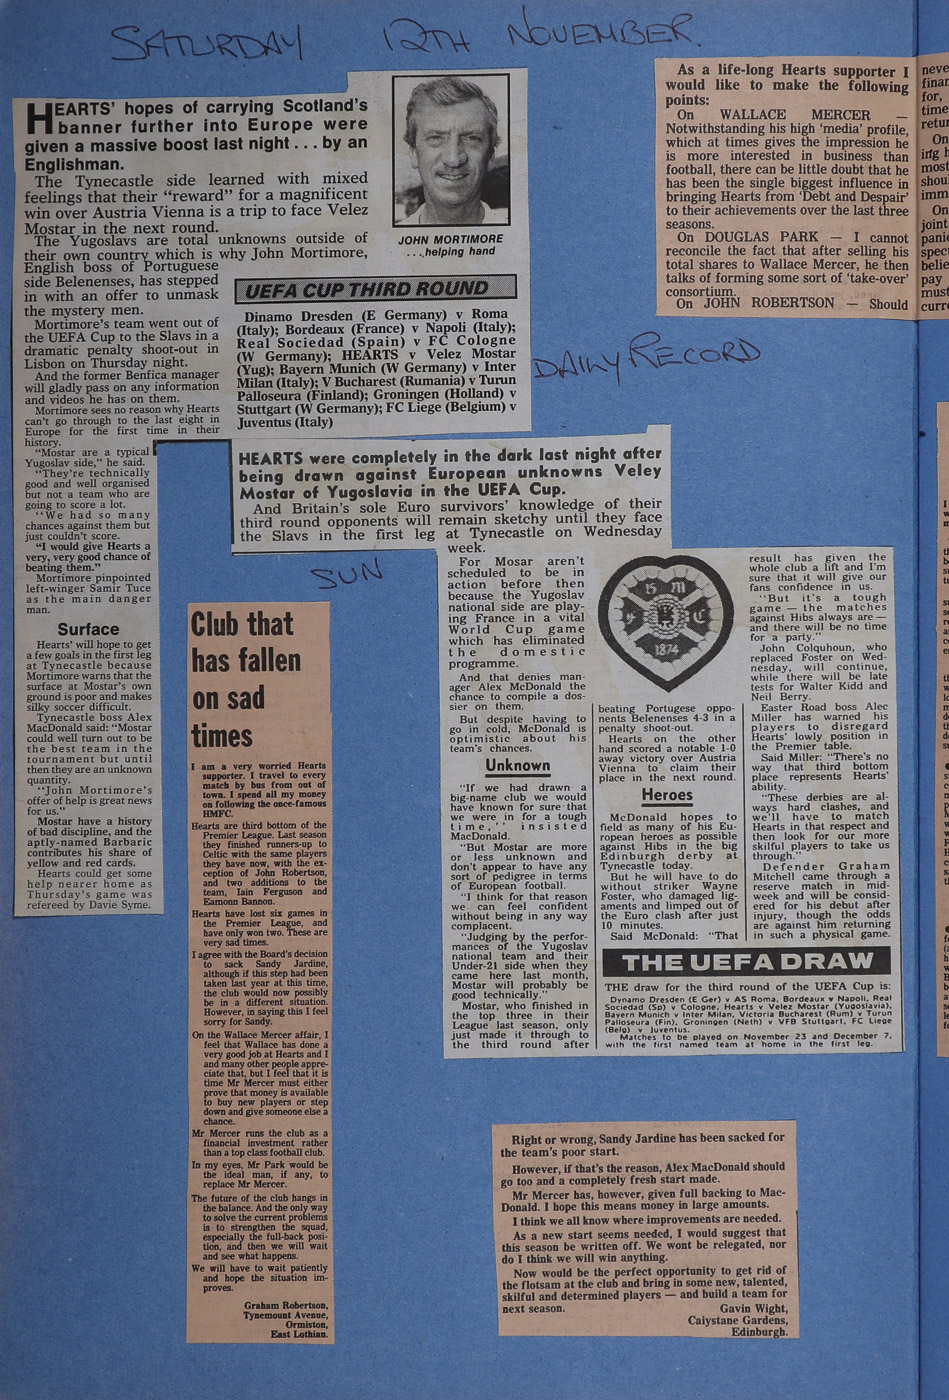 SATURDAY 12TH NOVEMBER.
HEARTS' hopes of carrying Scotland's
banner further into Europe were
given a massive boost last night . . . by an
Englishman.
The Tynecastle side learned with mixed
feelings that their "reward" for a magnificent
win over Austria Vienna is a trip to face Velez
Mostar in the next round.
The Yugoslavs are total unknowns outside of
their own country which is why John Mortimore,
English boss of Portuguese
side Belenenses, has stepped
in with an offer to unmask
the mystery men.
Mortimore's team went out of
the UEFA Cup to the Slavs in a
dramatic penalty shoot-out in
Lisbon on Thursday night.
And the former Benfica manager
will gladly pass on any information
and videos he has on them.
Mortimore sees no reason why Hearts
can't go through to the last eight in
Europe for the first time in their
history.
"Mostar are a typical
Yugoslav side," he said.
"They're technically
good and well organised
but not a team who are
going to score a lot.
"We had so many
chances against them but
just couldn't score.
"I would give Hearts a
very, very good chance of
beating them."
Mortimore pinpointed
left-winger Samir Tuce
as the main danger
man.
Surface
Hearts' will hope to get
a few goals in the first leg
at Tynecastle because
Mortimore warns that the
surface at Mostar's own
ground is poor and makes
silky soccer difficult.
Tynecastle boss Alex
MacDonald said: "Mostar
could well turn out to be
the best team in the
tournament but until
then they are an unknown
quantity.
"John Mortimore's
offer of help is great news
for us."
Mostar have a history
of bad discipline, and the
aptly-named Barbaric
contributes his share of
yellow and red cards.
Hearts could get some
help nearer home as
Thursday's game was
refereed by Davie Syme.
JOHN MORTIMORE
. . . helping hand
UEFA CUP THIRD ROUND
Dinamo Dresden (E Germany) v Roma
(Italy); Bordeaux (France) v Napoli (Italy);
Real Sociedad (Spain) v FC Cologne
(W Germany); HEARTS v Velez Mostar
(Yug); Bayern Munich (W Germany) v Inter
Milan (Italy); V Bucharest (Rumania) v Turun
Palloseura (Finland); Groningen (Holland) v
Stuttgart (W Germany); FC Liege (Belgium) v
Juventus (Italy)
DAILY RECORD
As a life-long Hearts supporter I
would like to make the following
points:
On WALLACE MERCER —
Notwithstanding his high 'media' profile,
which at times gives the impression he
is more interested in business than
football, there can be little doubt that he
has been the single biggest influence in
bringing Hearts from 'Debt and Despair'
to their achievements over the last three
seasons.
On DOUGLAS PARK — I cannot
reconcile the fact that after selling his
total shares to Wallace Mercer, he then
talks of forming some sort of 'take-over'
consortium.
On JOHN ROBERTSON — Should
HEARTS were completely in the dark last night after
being drawn against European unknowns Veley
Mostar of Yugoslavia in the UEFA Cup.
And Britain's sole Euro survivors' knowledge of their
third round opponents will remain sketchy until they face
the Slavs in the first leg at Tynecastle on Wednesday
week.
For Mosar aren't
scheduled to be in
action before then
because the Yugoslav
national side are play-
ing France in a vital
World Cup game
which has eliminated
the domestic
programme.
And that denies man-
ager Alex McDonald the
chance to compile a dos-
sier on them.
But despite having to
go in cold, McDonald is
optimistic about his
team's chances.
Unknown
"If we had drawn a
big-name club we would
have known for sure that
we were in for a tough
time," insisted
MacDonald.
"But Mostar are more
or less unknown and
don't appear to have any
sort of pedigree in terms
of European football.
"I think for that reason
we can feel confident
without being in any way
complacent.
"Judging by the perfor-
mances of the Yugoslav
national team and their
Under-21 side when they
came here last month,
Mostar will probably be
good technically."
Mostar, who finished in
the top three in their
League last season, only
just made it through to
the third round after
H M
F C
1874
beating Portugese oppo-
nents Belenenses 4-3 in a
penalty shoot-out.
Hearts on the other
hand scored a notable 1-0
away victory over Austria
Vienna to claim their
place in the next round.
Heroes
McDonald hopes to
field as many of his Eu-
ropean heroes as possible
against Hibs in the big
Edinburgh derby at
Tynecastle today.
But he will have to do
without striker Wayne
Foster, who damaged lig-
aments and limped out of
the Euro clash after just
10 minutes.
Said McDonald: "That
result has given the
whole club a lift and I'm
sure that it will give our
fans confidence in us.
"But it's a tough
game — the matches
against Hibs always are —
and there will be no time
for a party."
John Colquhoun, who
replaced Foster on Wed-
nesday, will continue,
while there will be late
tests for Walter Kidd and
Neil Berry.
Easter Road boss Alec
Miller has warned his
players to disregard
Hearts' lowly position in
the Premier table.
Said Miller: "There's no
way that third bottom
place represents Hearts'
ability.
"These derbies are al-
ways hard clashes, and
we'll have to match
Hearts in that respect and
then look for our more
skilful players to take us
through."
Defender Graham
Mitchell came through a
reserve match in mid-
week and will be consid-
ered for his debut after
injury, though the odds
are against him returning
in such a physical game.
THE UEFA DRAW
THE draw for the third round of the UEFA Cup is:
Dynamo Dresden (E Ger) v AS Roma, Bordeaux v Napoli, Real
Sociedad (Sp) v Cologne, Hearts v Velez Mostar (Yugoslavia),
Bayern Munich v Inter Milan, Victoria Bucharest (Rum) v Turun
Palloseura (Fin), Groningen (Neth) v VFB Stuttgart, FC Liege
(Belg) v Juventus.
Matches to be played on November 23 and December 7,
with the first named team at home in the first leg.
SUN
Club that
has fallen
on sad
times
I am a very worried Hearts
supporter. I travel to every
match by bus from out of
town. I spend all my money
on following the once-famous
HMFC.
Hearts are third bottom of the
Premier League. Last season
they finished runners-up to
Celtic with the same players
they have now, with the ex-
ception of John Robertson,
and two additions to the
team, Iain Ferguson and
Eamonn Bannon.
Hearts have lost six games in
the Premier League, and
have only won two. These are
very sad times.
I agree with the Board's decision
to sack Sandy Jardine,
although if this step had been
taken last year at this time,
the club would now possibly
be in a different situation.
However, in saying this I feel
sorry for Sandy.
On the Wallace Mercer affair, I
feel that Wallace has done a
very good job at Hearts and I
and many other people appre-
ciate that, but I feel that it is
time Mr Mercer must either
prove that money is available
to buy new players or step
down and give someone else a
chance.
Mr Mercer runs the club as a
financial investment rather
than a top class football club.
In my eyes, Mr Park would be
the ideal man, if any, to
replace Mr Mercer.
The future of the club hangs in
the balance. And the only way
to solve the current problems
is to strengthen the squad,
especially the full-back posi-
tion, and then we will wait
and see what happens.
We will have to wait patiently
and hope the situation im-
proves.
Graham Robertson,
Tynemount Avenue,
Ormiston,
East Lothian.
Right or wrong, Sandy Jardine has been sacked for
the team's poor start.
However, if that's the reason, Alex MacDonald should
go too and a completely fresh start made.
Mr Mercer has, however, given full backing to Mac-
Donald. I hope this means money in large amounts.
I think we all know where improvements are needed.
As a new start seems needed, I would suggest that
this season be written off. We wont be relegated, nor
do I think we will win anything.
Now would be the perfect opportunity to get rid of
the flotsam at the club and bring in some new, talented,
skilful and determined players — and build a team for
next season.
Gavin Wight,
Caiystane Gardens,
Edinburgh.